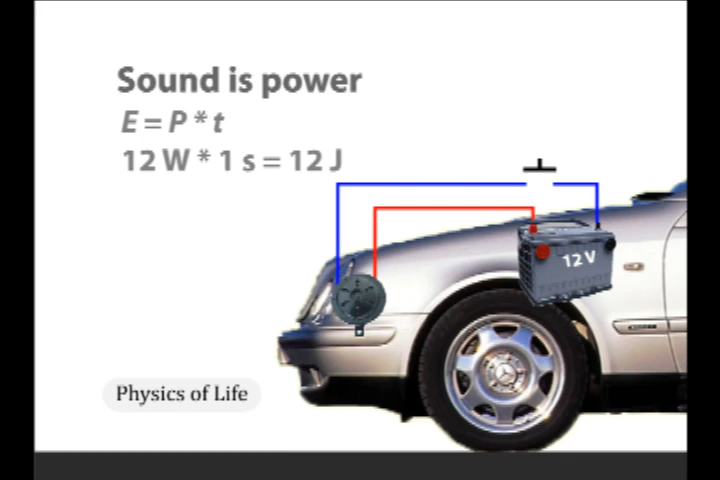 Sound is power
E = P * t
12 W * 1 s = 12 J
12 V
Physics of Life